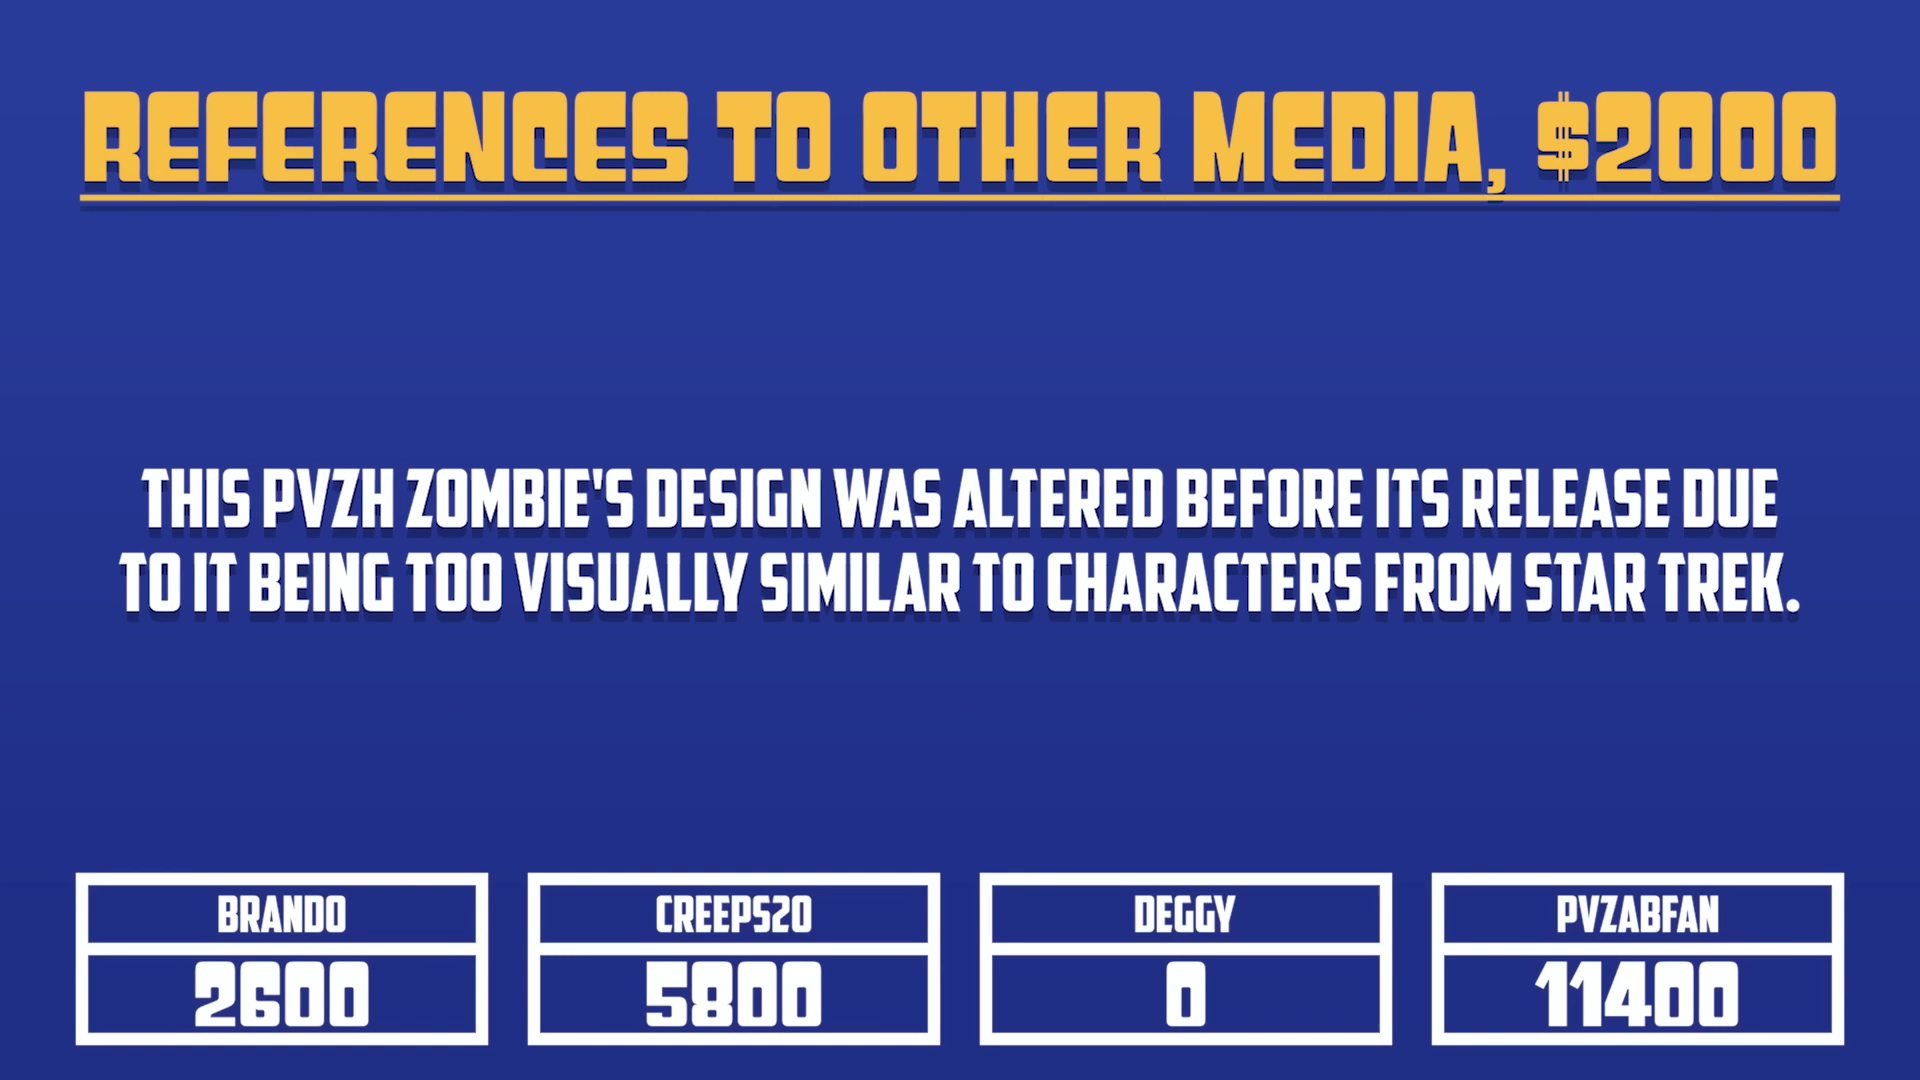 REFERENCES TO OTHER MEDIA, $2000
THIS PVZH ZOMBIE'S DESIGN WAS ALTERED BEFORE ITS RELEASE DUE
TO IT BEING TOO VISUALLY SIMILAR TO CHARACTERS FROM STAR TREK.
BRANDO
2600
CREEPS20
5800
DEGGY
0
PVZABFAN
11400